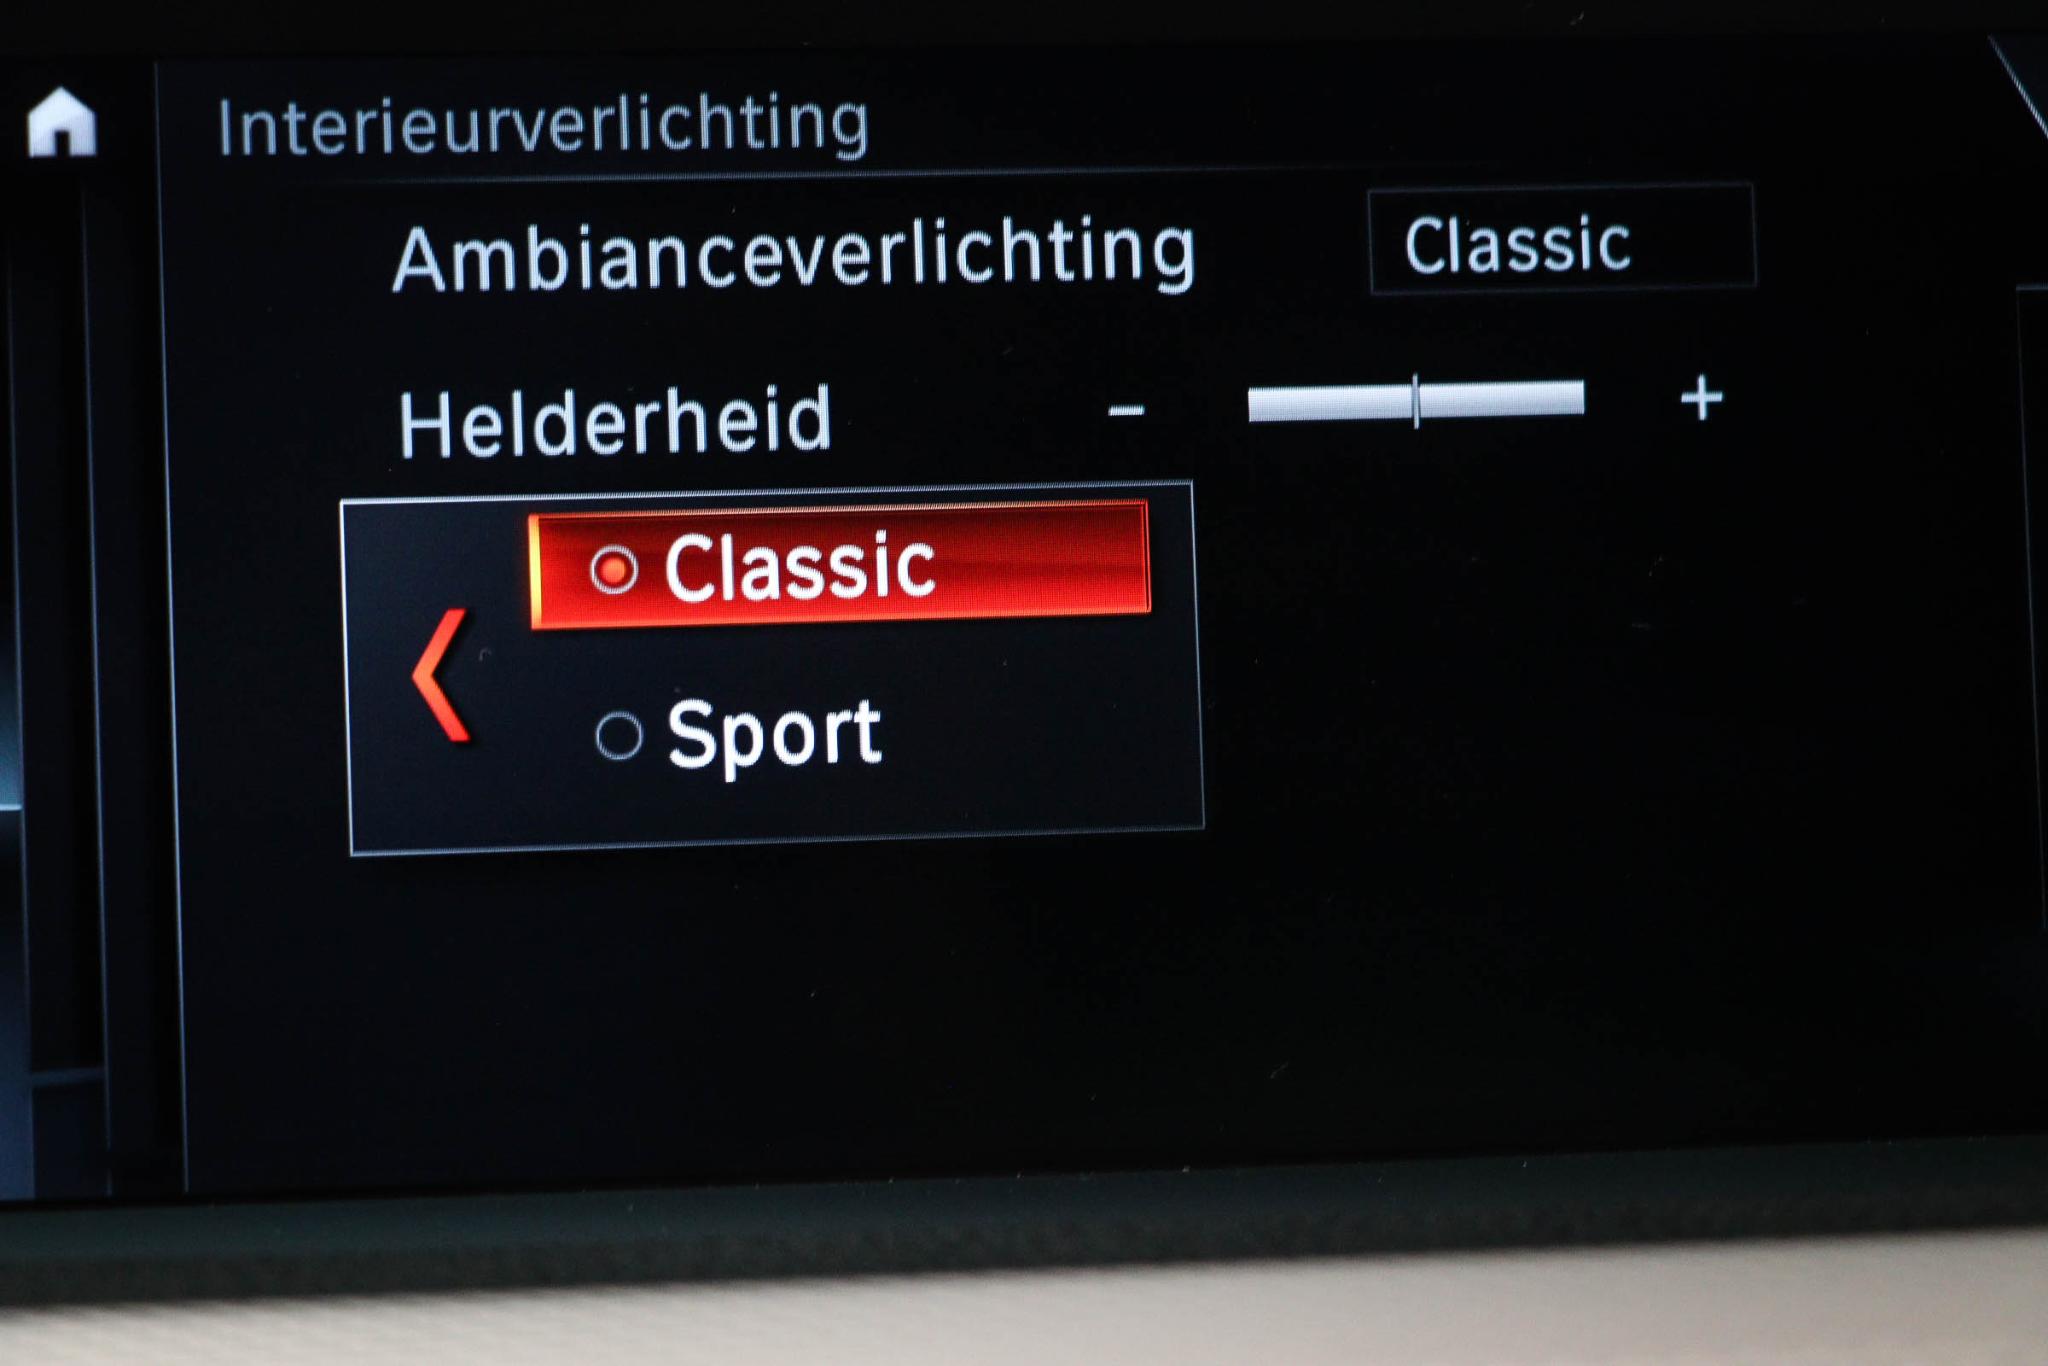 Interieurverlichting
Ambianceverlichting Classic
Helderheid - +
Classic
Sport